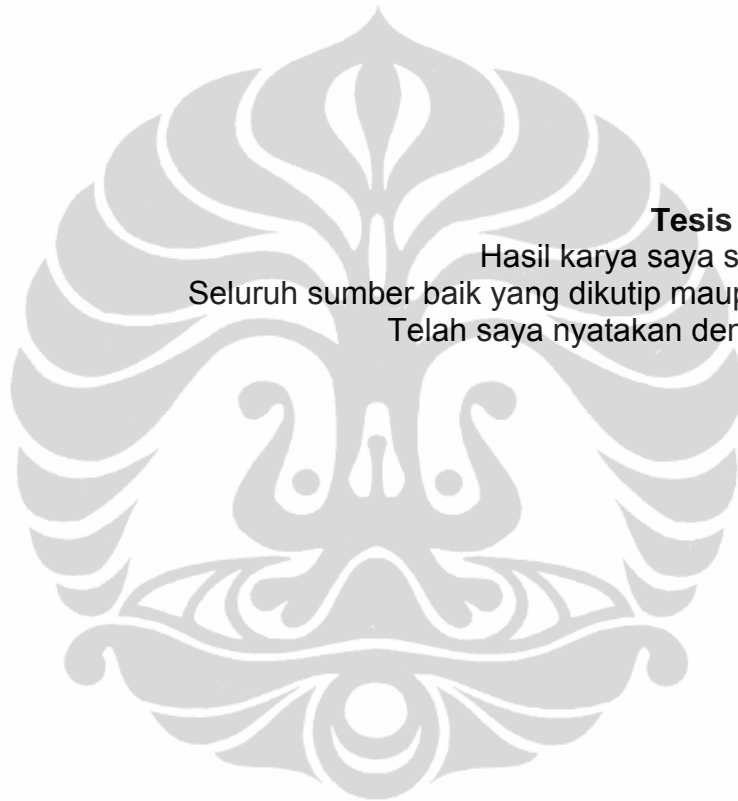 Tesis
Hasil karya saya s
Seluruh sumber baik yang dikutip maup
Telah saya nyatakan den